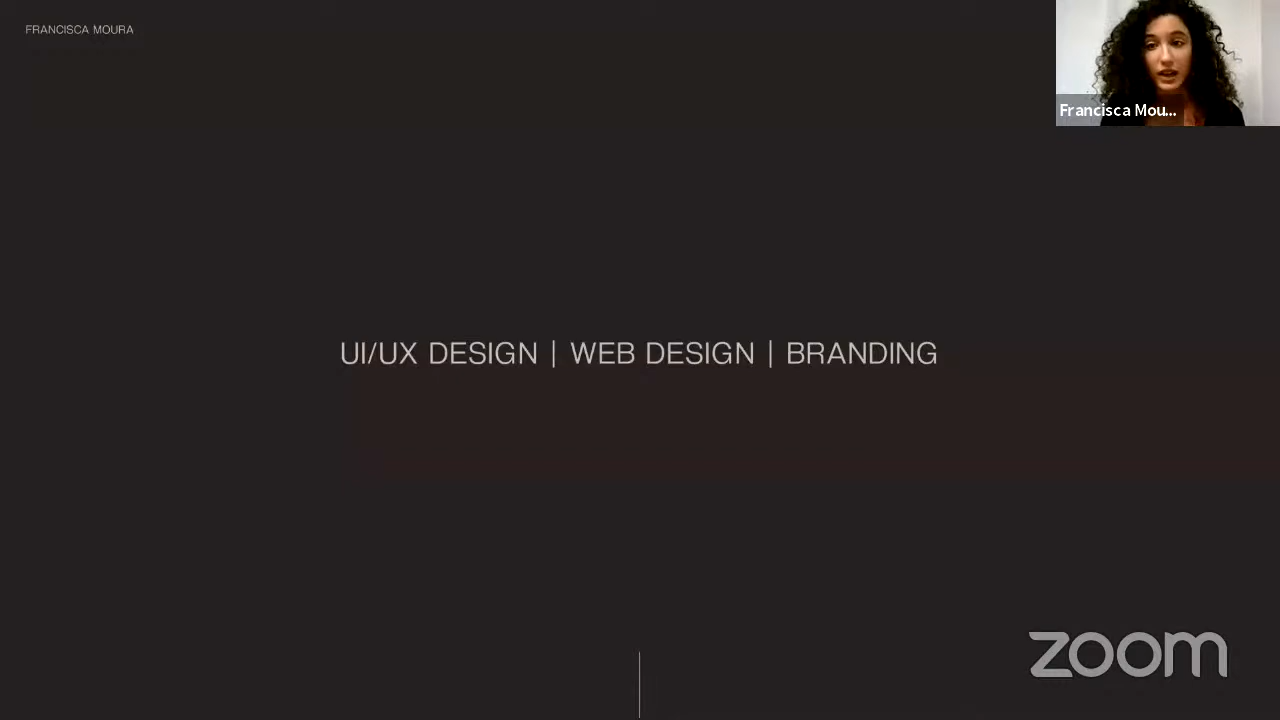 FRANCISCA MOURA
Francisca Mou...
UI/UX DESIGN | WEB DESIGN | BRANDING
zoom